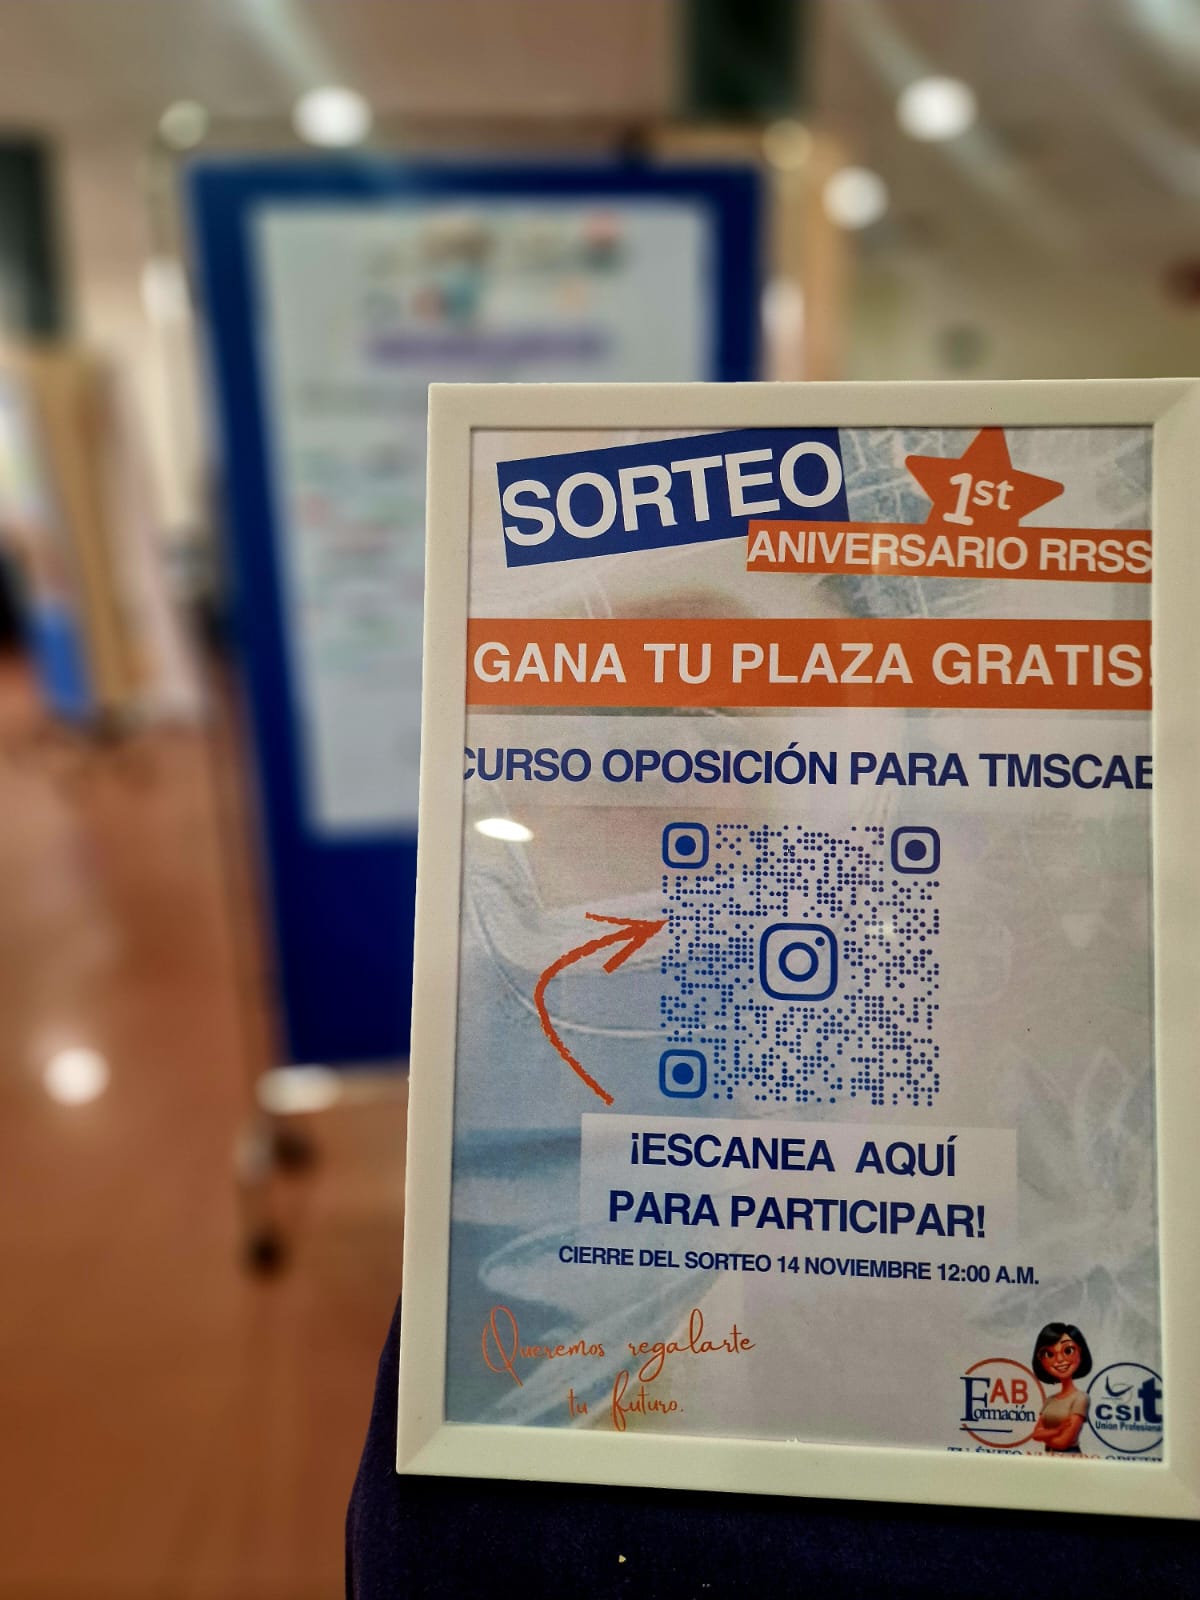 SORTEO
1st
ANIVERSARIO RRSS
GANA TU PLAZA GRATIS!
CURSO OPOSICIÓN PARA TMSCAE
¡ESCANEA AQUÍ
PARA PARTICIPAR!
CIERRE DEL SORTEO 14 NOVIEMBRE 12:00 A.M.
Queremos regalarte
tu futuro.
FAB
Formación
csit
Unión Profesional